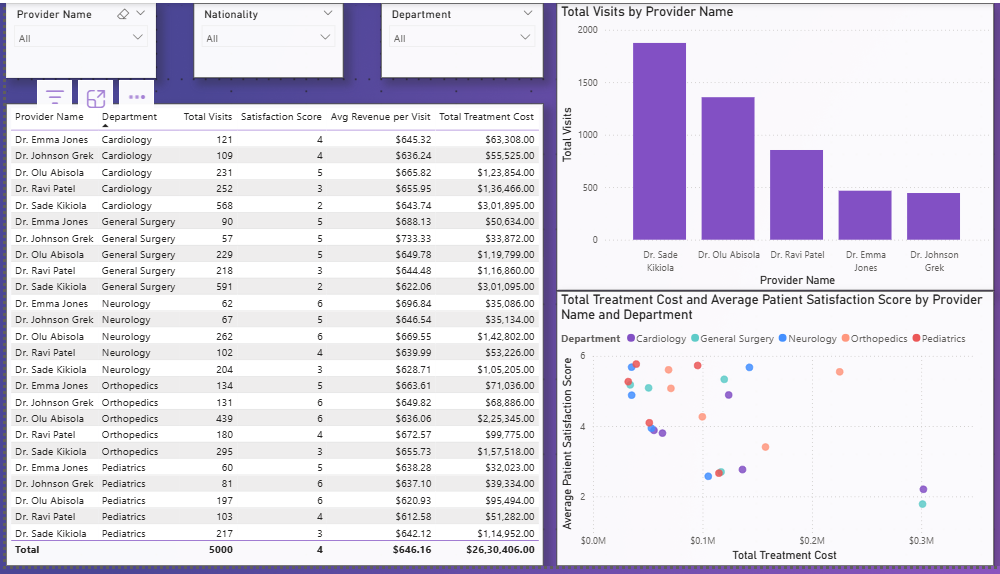 Provider Name
All
Nationality
All
Department
All
Provider Name Department Total Visits Satisfaction Score Avg Revenue per Visit Total Treatment Cost
Dr. Emma Jones Cardiology 121 4 $645.32 $63,308.00
Dr. Johnson Grek Cardiology 109 4 $636.24 $55,525.00
Dr. Olu Abisola Cardiology 231 5 $665.82 $1,23,854.00
Dr. Ravi Patel Cardiology 252 3 $655.95 $1,36,466.00
Dr. Sade Kikiola Cardiology 568 2 $643.74 $3,01,895.00
Dr. Emma Jones General Surgery 90 5 $688.13 $50,634.00
Dr. Johnson Grek General Surgery 57 5 $733.33 $33,872.00
Dr. Olu Abisola General Surgery 229 5 $649.78 $1,19,799.00
Dr. Ravi Patel General Surgery 218 3 $644.48 $1,16,860.00
Dr. Sade Kikiola General Surgery 591 2 $622.06 $3,01,095.00
Dr. Emma Jones Neurology 62 6 $696.84 $35,086.00
Dr. Johnson Grek Neurology 67 5 $646.54 $35,134.00
Dr. Olu Abisola Neurology 262 6 $669.55 $1,42,802.00
Dr. Ravi Patel Neurology 102 4 $639.99 $53,226.00
Dr. Sade Kikiola Neurology 204 3 $628.71 $1,05,205.00
Dr. Emma Jones Orthopedics 134 5 $663.61 $71,036.00
Dr. Johnson Grek Orthopedics 131 6 $649.82 $68,886.00
Dr. Olu Abisola Orthopedics 439 6 $636.06 $2,25,345.00
Dr. Ravi Patel Orthopedics 180 4 $672.57 $99,775.00
Dr. Sade Kikiola Orthopedics 295 3 $655.73 $1,57,518.00
Dr. Emma Jones Pediatrics 60 5 $638.28 $32,023.00
Dr. Johnson Grek Pediatrics 81 6 $637.10 $39,334.00
Dr. Olu Abisola Pediatrics 197 6 $620.93 $95,494.00
Dr. Ravi Patel Pediatrics 103 4 $612.58 $51,282.00
Dr. Sade Kikiola Pediatrics 217 3 $642.12 $1,14,952.00
Total 5000 4 $646.16 $26,30,406.00
Total Visits by Provider Name
Total Visits
2000
1500
1000
500
0
Dr. Sade Kikiola
Dr. Olu Abisola
Dr. Ravi Patel
Dr. Emma Jones
Dr. Johnson Grek
Provider Name
Total Treatment Cost and Average Patient Satisfaction Score by Provider
Name and Department
Department Cardiology General Surgery Neurology Orthopedics Pediatrics
Average Patient Satisfaction Score
6
4
2
$0.0M $0.1M $0.2M $0.3M
Total Treatment Cost